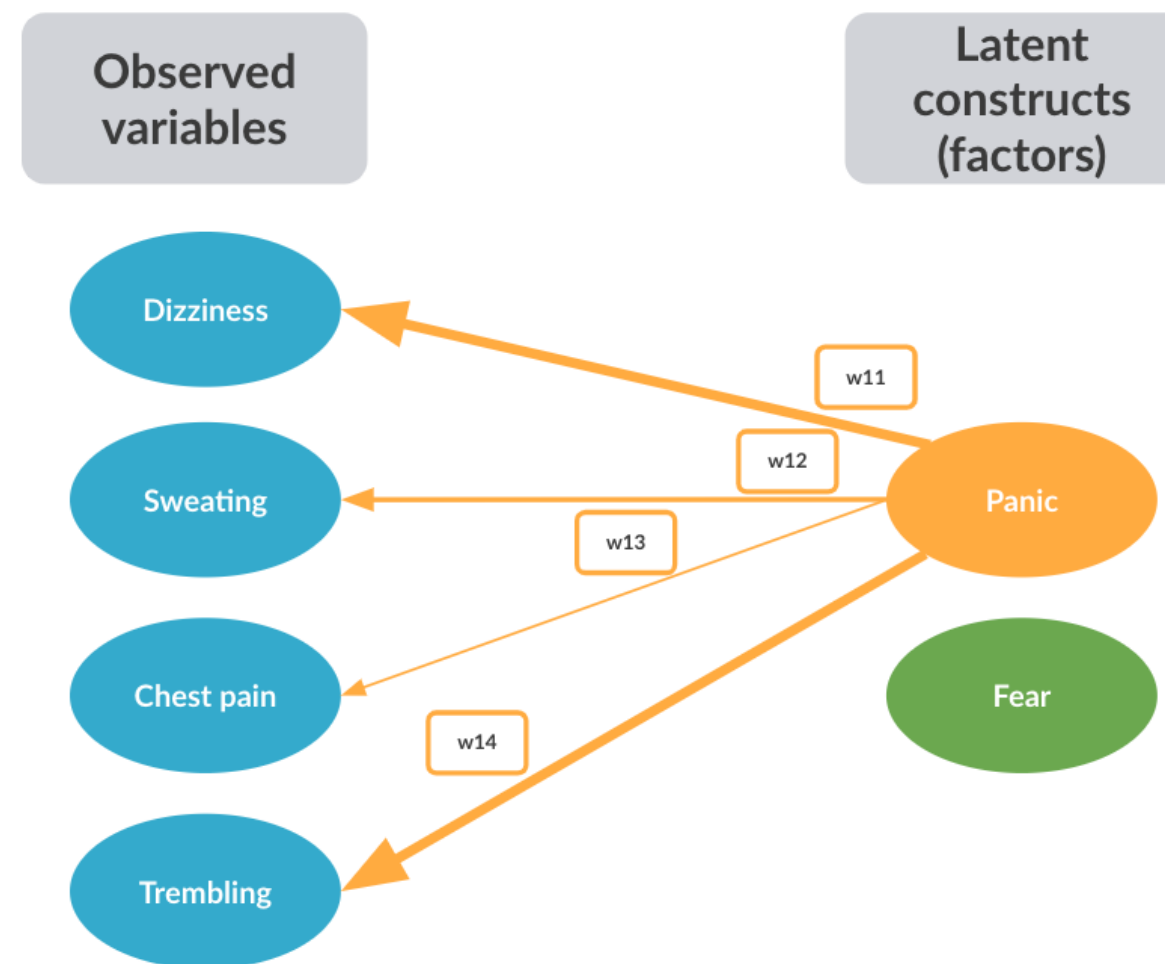 Observed
variables
Latent
constructs
(factors)
Dizziness
w11
w12
Sweating
Panic
w13
Chest pain
Fear
w14
Trembling